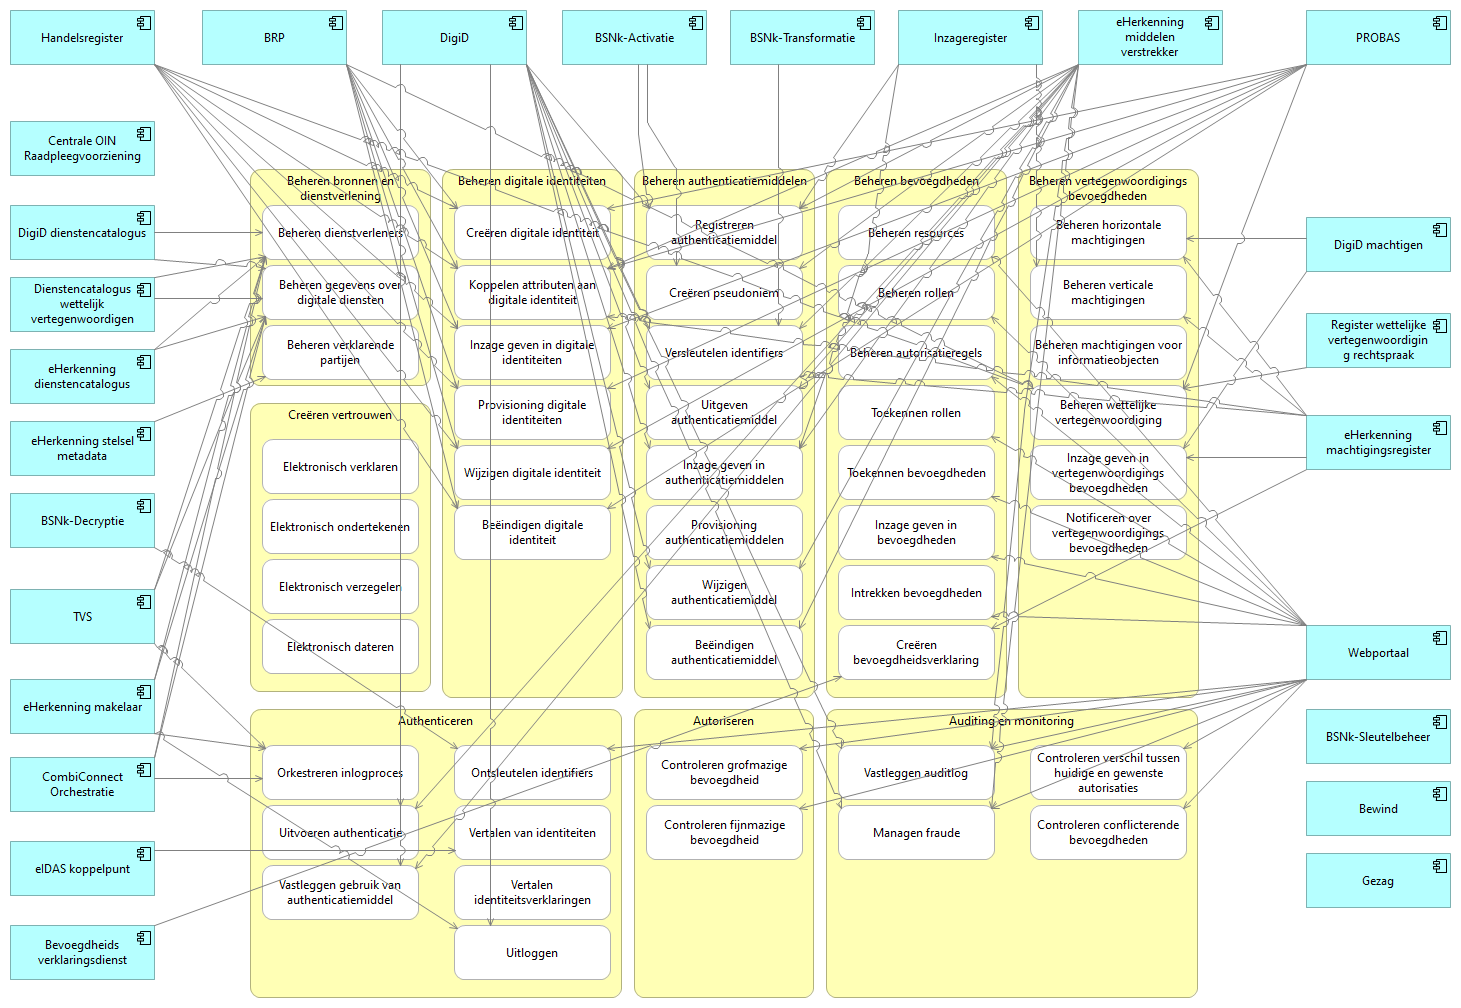 Handelsregister
BRP
DigiD
BSNk-Activatie
BSNk-Transformatie
Inzageregister
eHerkenning
middelen
verstrekker
PROBAS
Centrale OIN
Raadpleegvoorziening
DigiD dienstencatalogus
Dienstencatalogus
wettelijk
vertegenwoordigen
eHerkenning
dienstencatalogus
eHerkenning stelsel
metadata
BSNk-Decryptie
TVS
eHerkenning makelaar
CombiConnect
Orchestratie
eIDAS koppelpunt
Bevoegdheids
verklaringsdienst
Beheren bronnen en
dienstverlening
Beheren dienstverleners
Beheren gegevens over
digitale diensten
Beheren verklarende
partijen
Creëren vertrouwen
Elektronisch verklaren
Elektronisch ondertekenen
Elektronisch verzegelen
Elektronisch dateren
Beheren digitale identiteiten
Creëren digitale identiteit
Koppelen attributen aan
digitale identiteit
Inzage geven in digitale
identiteiten
Provisioning digitale
identiteiten
Wijzigen digitale identiteit
Beëindigen digitale
identiteit
Beheren authenticatiemiddelen
Registreren
authenticatiemiddel
Creëren pseudoniem
Versleutelen identifiers
Uitgeven
authenticatiemiddel
Inzage geven in
authenticatiemiddelen
Provisioning
authenticatiemiddelen
Wijzigen
authenticatiemiddel
Beëindigen
authenticatiemiddel
Beheren bevoegdheden
Beheren resources
Beheren rollen
Beheren autorisatieregels
Toekennen rollen
Toekennen bevoegdheden
Inzage geven in
bevoegdheden
Intrekken bevoegdheden
Creëren
bevoegdheidsverklaring
Beheren vertegenwoordigings
bevoegdheden
Beheren horizontale
machtigingen
Beheren verticale
machtigingen
Beheren machtigingen voor
informatieobjecten
Beheren wettelijke
vertegenwoordiging
Inzage geven in
vertegenwoordigings
bevoegdheden
Notificeren over
vertegenwoordigings
bevoegdheden
Authenticeren
Orkestreren inlogproces
Uitvoeren authenticatie
Vastleggen gebruik van
authenticatiemiddel
Ontsleutelen identifiers
Vertalen van identiteiten
Vertalen
identiteitsverklaringen
Uitloggen
Autoriseren
Controleren grofmazige
bevoegdheid
Controleren fijnmazige
bevoegdheid
Auditing en monitoring
Vastleggen auditlog
Managen fraude
Controleren verschil tussen
huidige en gewenste
autorisaties
Controleren conflicterende
bevoegdheden
DigiD machtigen
Register wettelijke
vertegenwoordigin
g rechtspraak
eHerkenning
machtigingsregister
Webportaal
BSNk-Sleutelbeheer
Bewind
Gezag